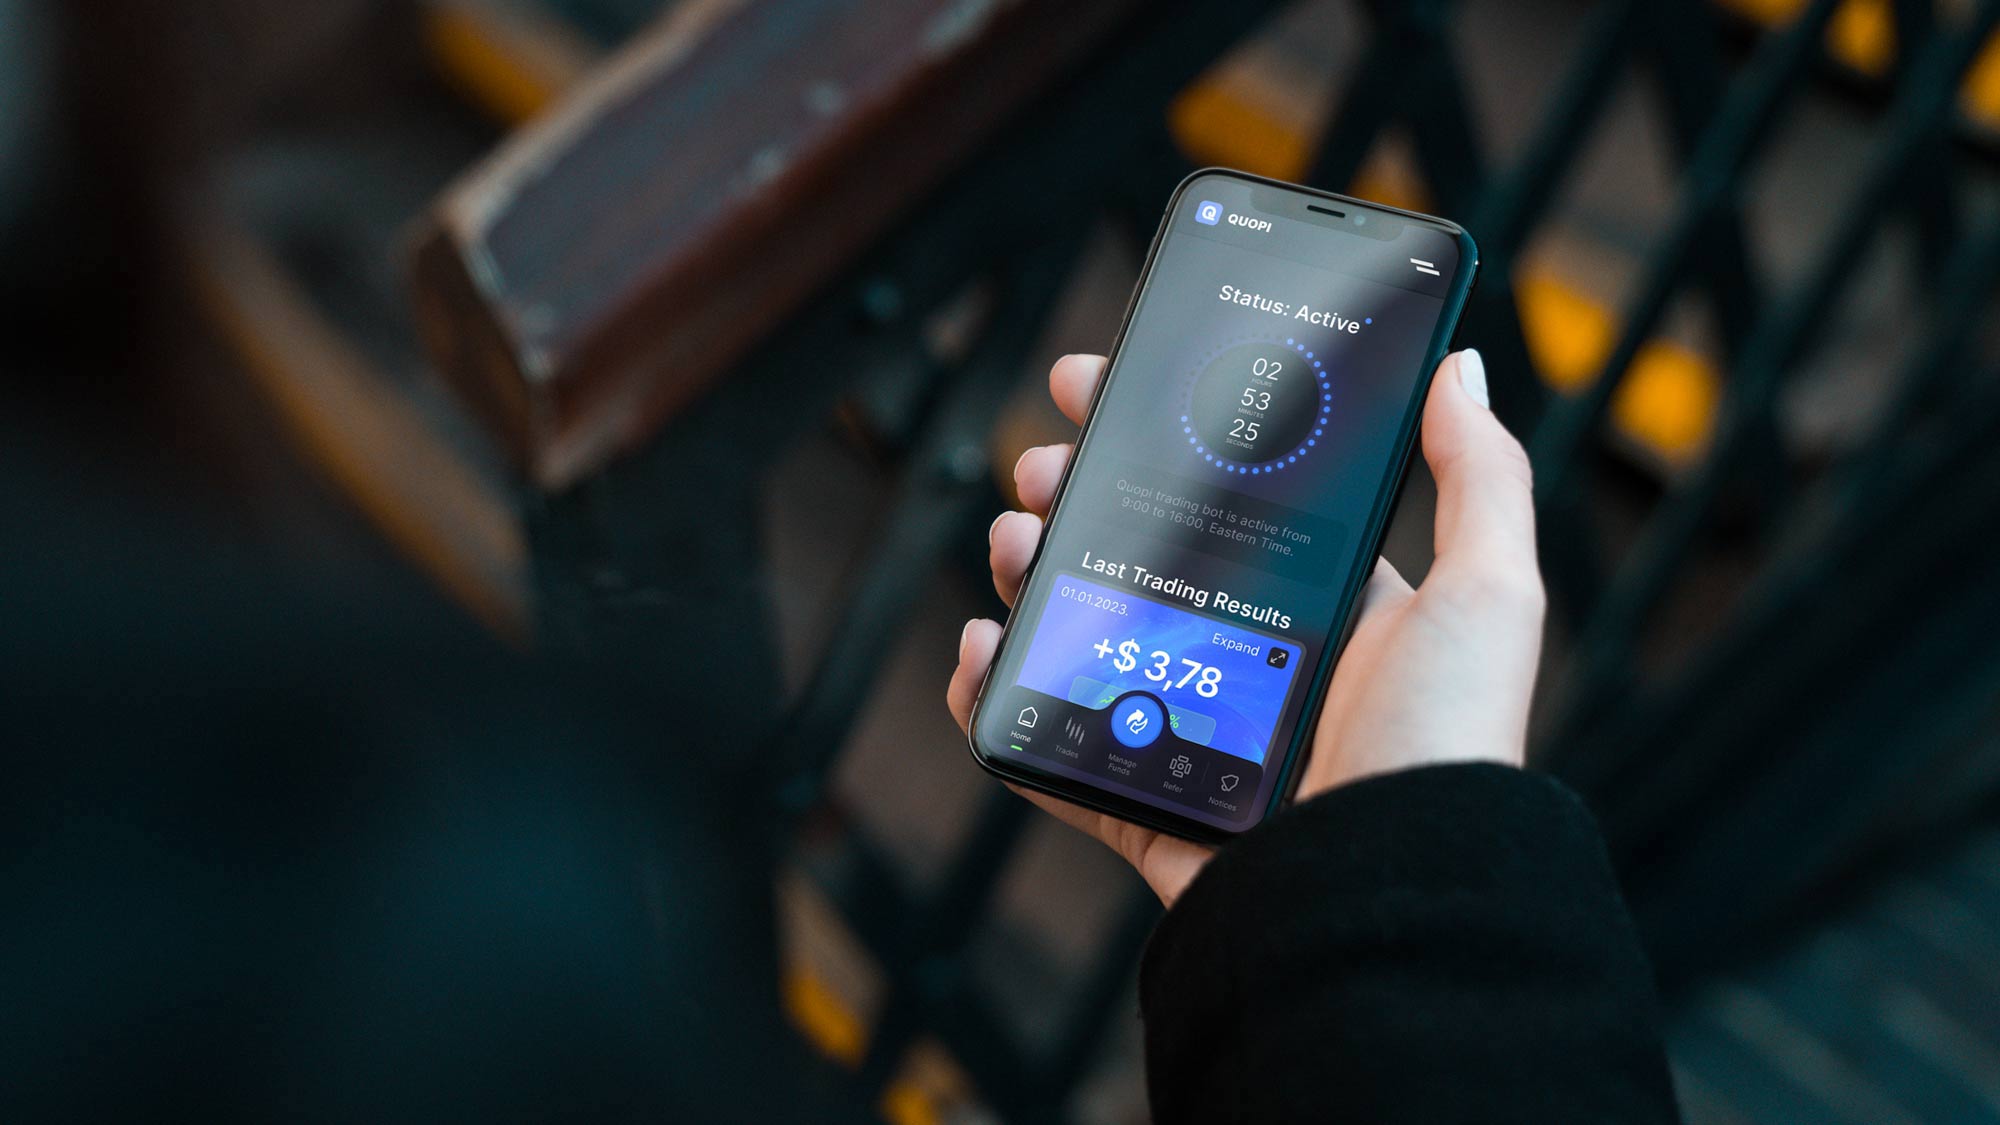 QUOPI
Status: Active
02
HOURS
53
MINUTES
25
SECONDS
Quopi trading bot is active from
9:00 to 16:00, Eastern Time.
Last Trading Results
01.01.2023.
Expand
+$ 3,78
%
Home
Trades
Manage
Funds
Refer
Notices